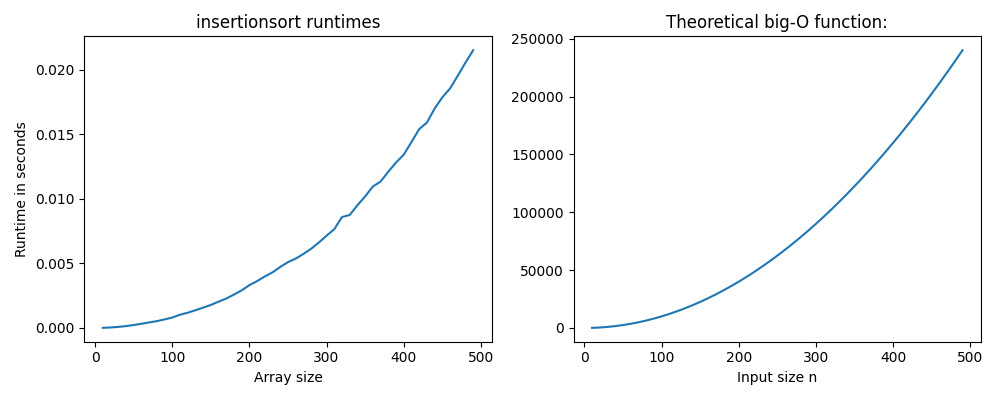 insertionsort runtimes
Runtime in seconds
0.020
0.015
0.010
0.005
0.000
0 100 200 300 400 500
Array size
Theoretical big-O function:
250000
200000
150000
100000
50000
0
0 100 200 300 400 500
Input size n